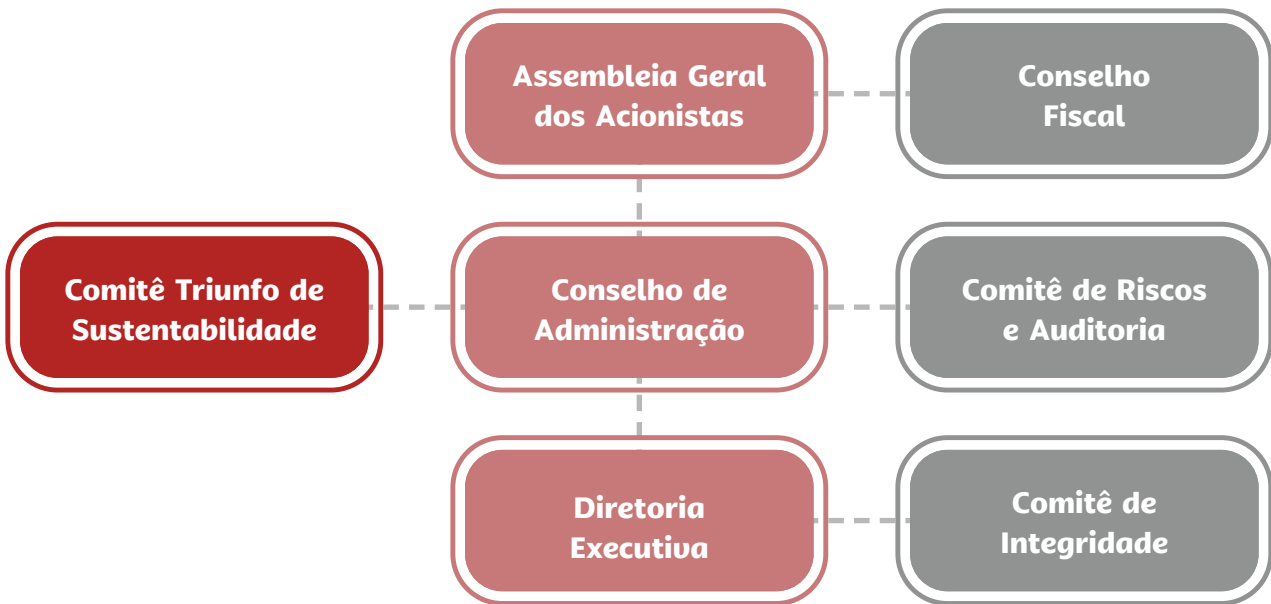 Assembleia Geral
dos Acionistas
Conselho
Fiscal
Comitê Triunfo de
Sustentabilidade
Conselho de
Administração
Comitê de Riscos
e Auditoria
Diretoria
Executiva
Comitê de
Integridade